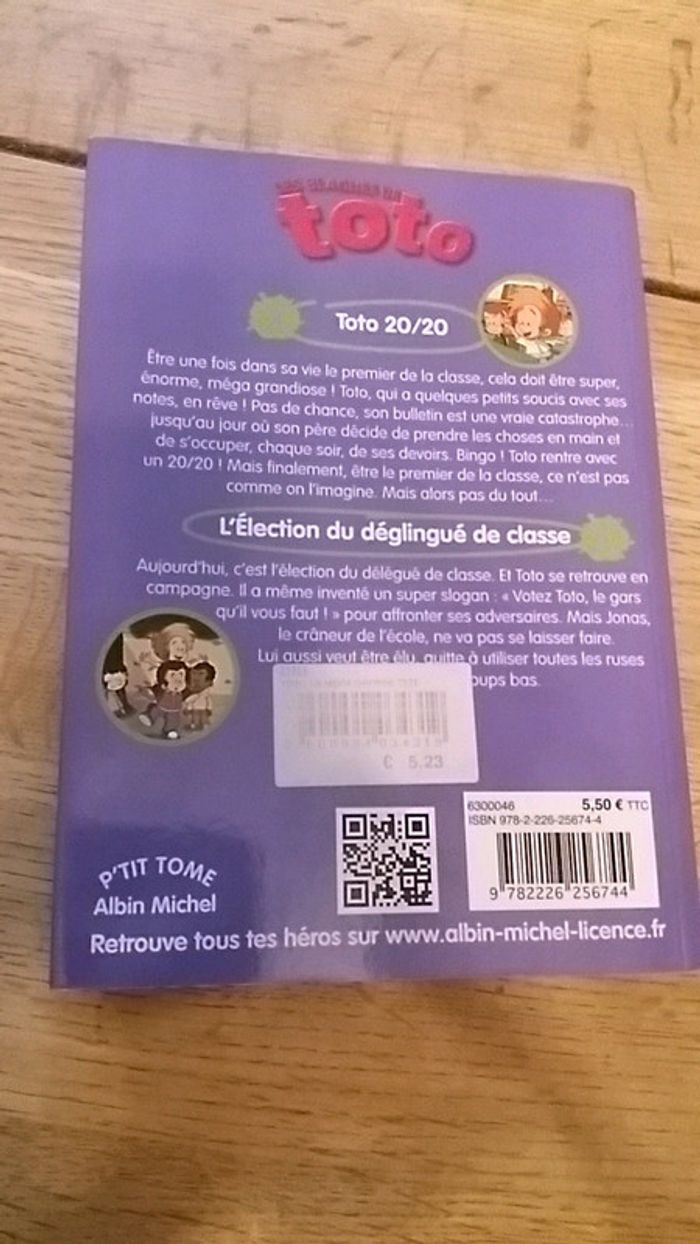 LES BLAGUES DE
toto
Toto 20/20
Être une fois dans sa vie le premier de la classe, cela doit être super,
énorme, méga grandiose ! Toto, qui a quelques petits soucis avec ses
notes, en rêve ! Pas de chance, son bulletin est une vraie catastrophe...
jusqu'au jour où son père décide de prendre les choses en main et
de s'occuper, chaque soir, de ses devoirs. Bingo ! Toto rentre avec
un 20/20 ! Mais finalement, être le premier de la classe, ce n'est pas
comme on l'imagine. Mais alors pas du tout...
L'Élection du déglingué de classe
Aujourd'hui, c'est l'élection du délégué de classe. Et Toto se retrouve en
campagne. Il a même inventé un super slogan : « Votez Toto, le gars
qu'il vous faut ! » pour affronter ses adversaires. Mais Jonas,
le crâneur de l'école, ne va pas se laisser faire.
Lui aussi veut être élu, quitte à utiliser toutes les ruses
oups bas.
€ 5,23
6300046 5,50 € TTC
ISBN 978-2-226-25674-4
9 782226 256744
P'TIT TOME
Albin Michel
Retrouve tous tes héros sur www.albin-michel-licence.fr